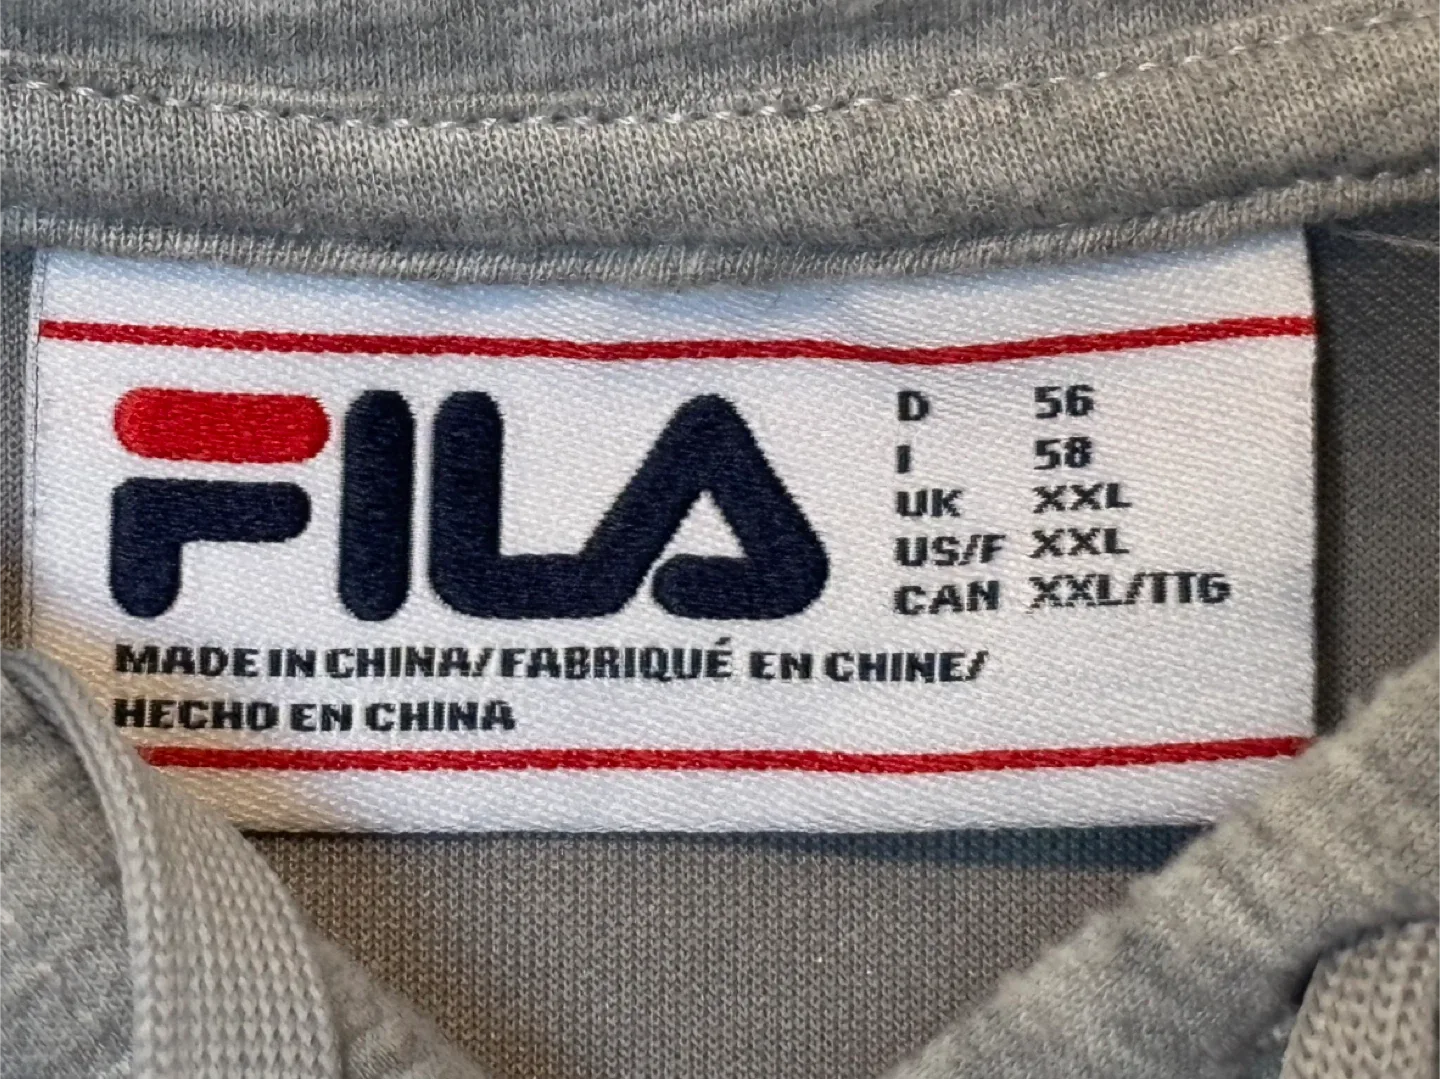 FILA
D 56
I 58
UK XXL
US/F XXL
CAN XXL/TTG
MADE IN CHINA/FABRIQUÉ EN CHINE/
HECHO EN CHINA